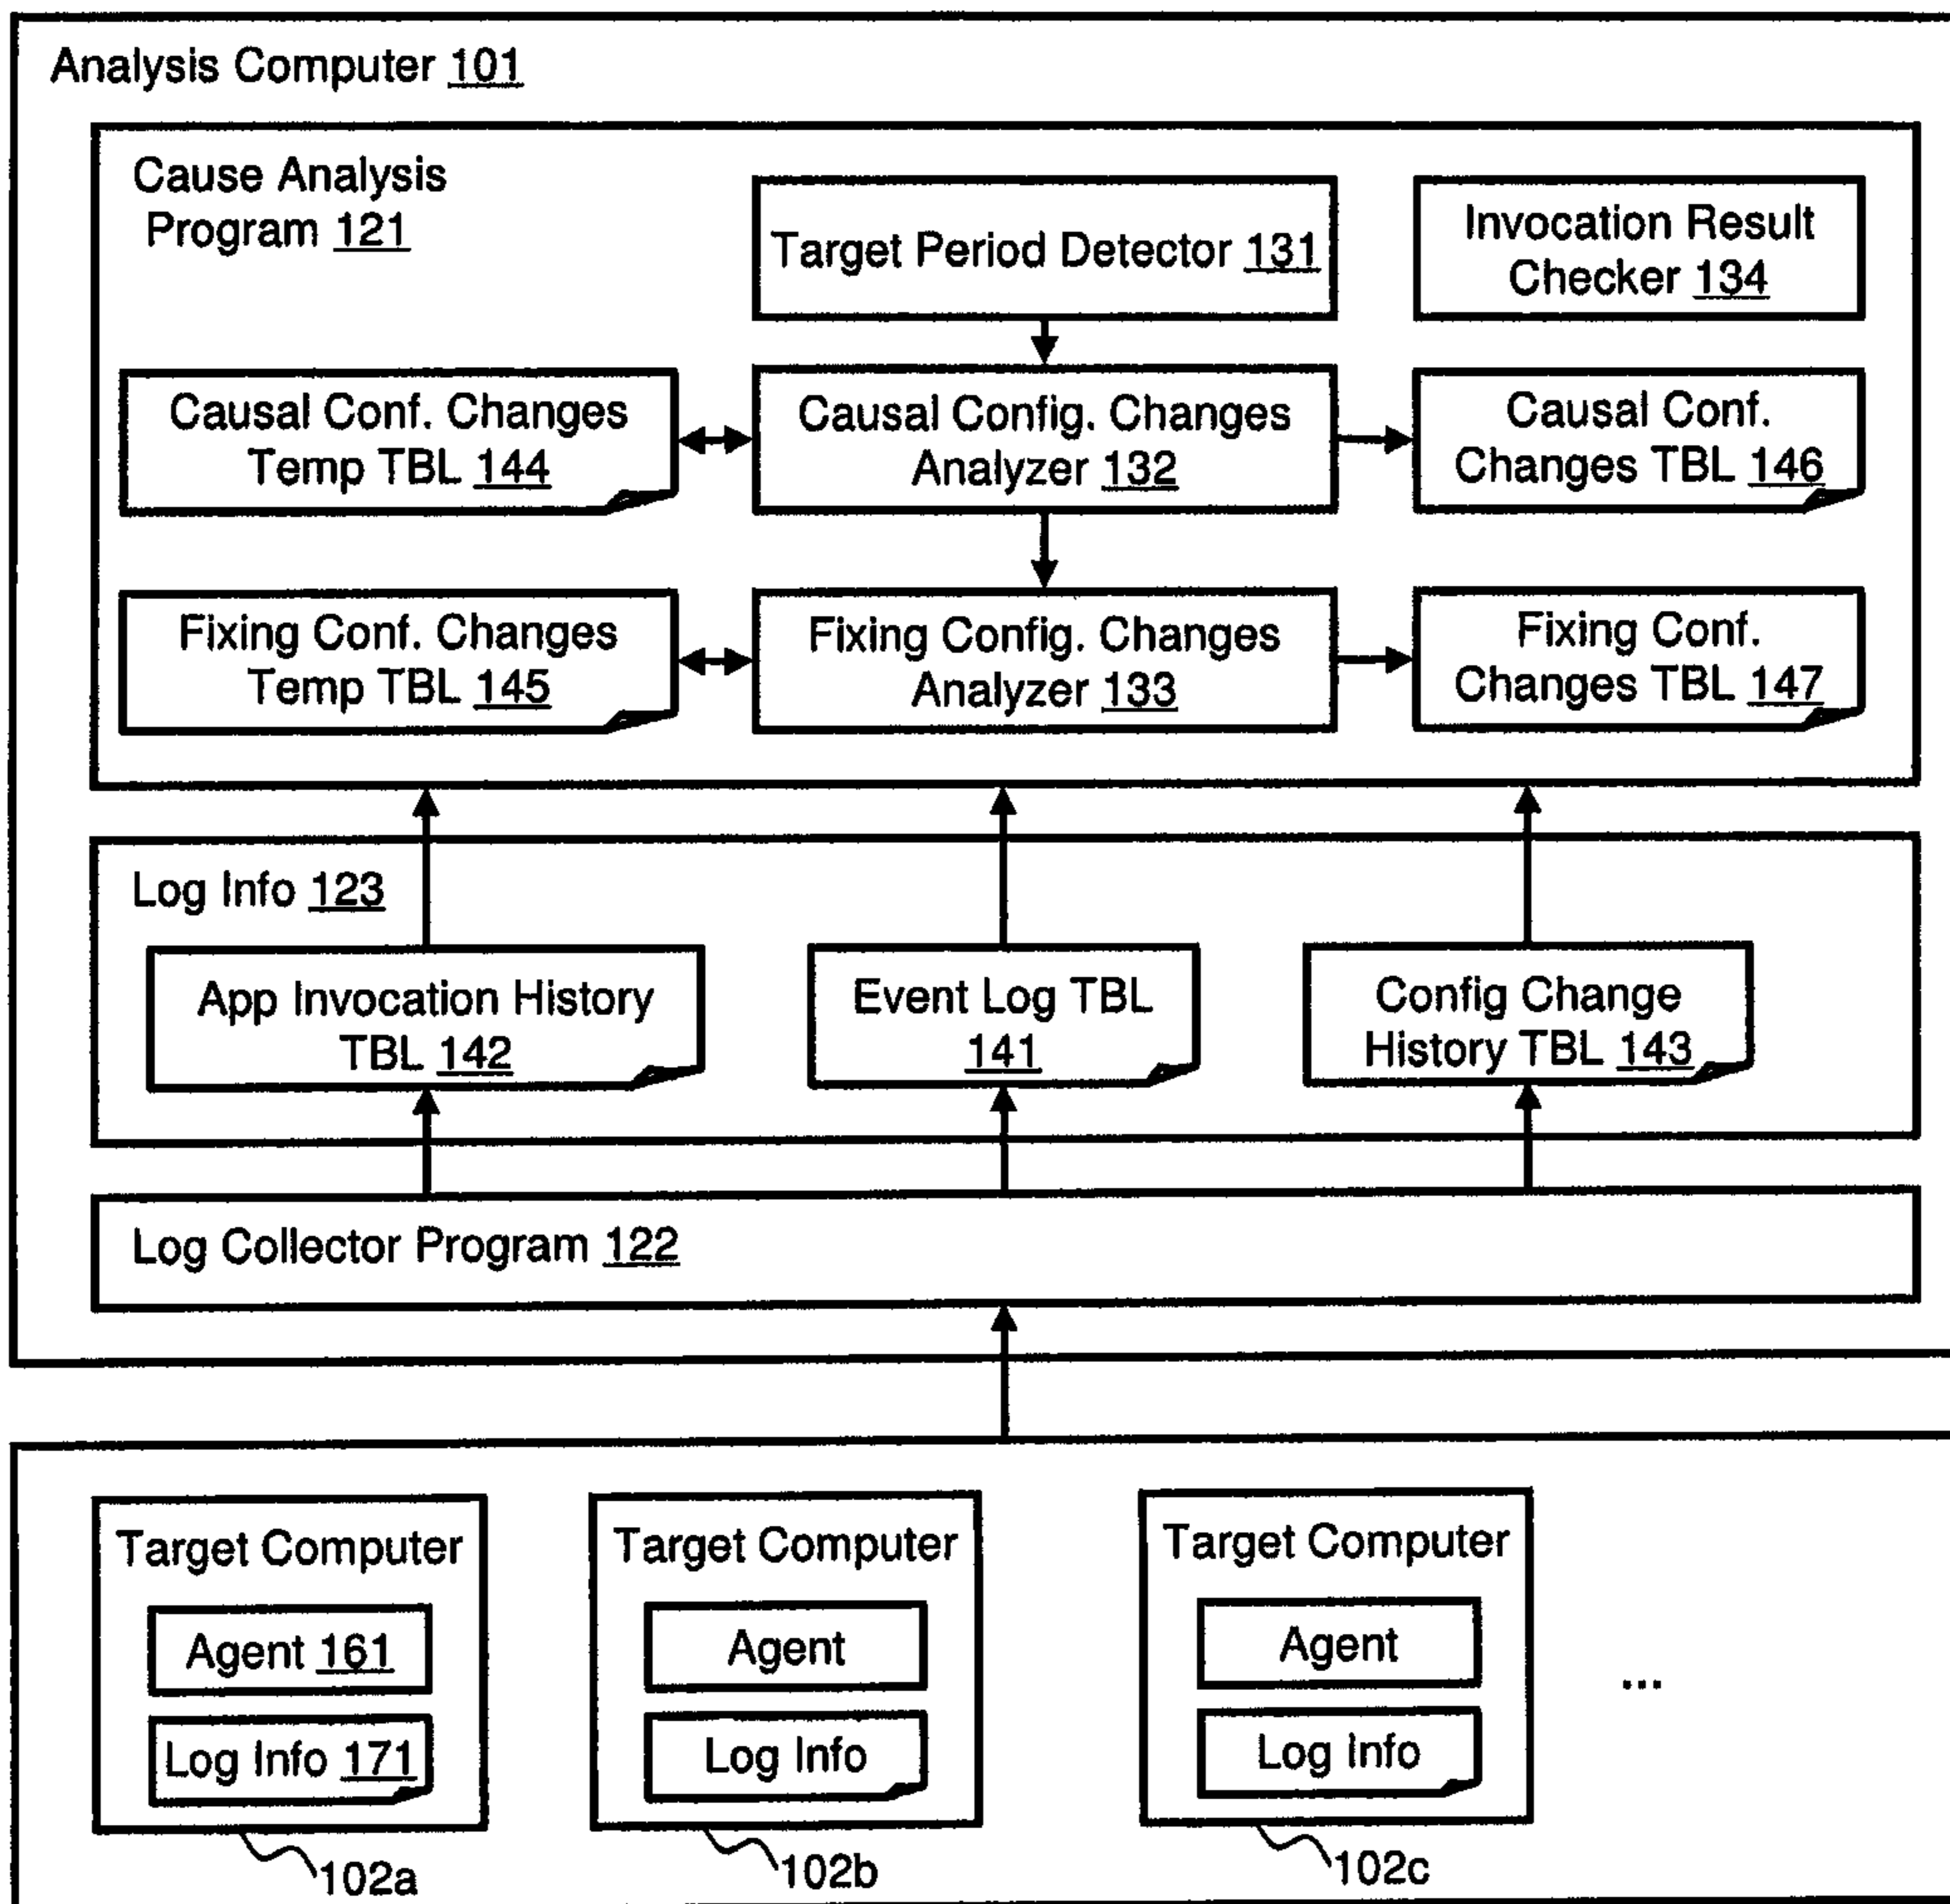 Analysis Computer 101
Cause Analysis
Program 121
Target Period Detector 131
Invocation Result
Checker 134
Causal Conf. Changes
Temp TBL 144
Causal Config. Changes
Analyzer 132
Causal Conf.
Changes TBL 146
Fixing Conf. Changes
Temp TBL 145
Fixing Config. Changes
Analyzer 133
Fixing Conf.
Changes TBL 147
Log Info 123
App Invocation History
TBL 142
Event Log TBL
141
Config Change
History TBL 143
Log Collector Program 122
Target Computer
Agent 161
Log Info 171
102a
Target Computer
Agent
Log Info
102b
Target Computer
Agent
Log Info
102c
...